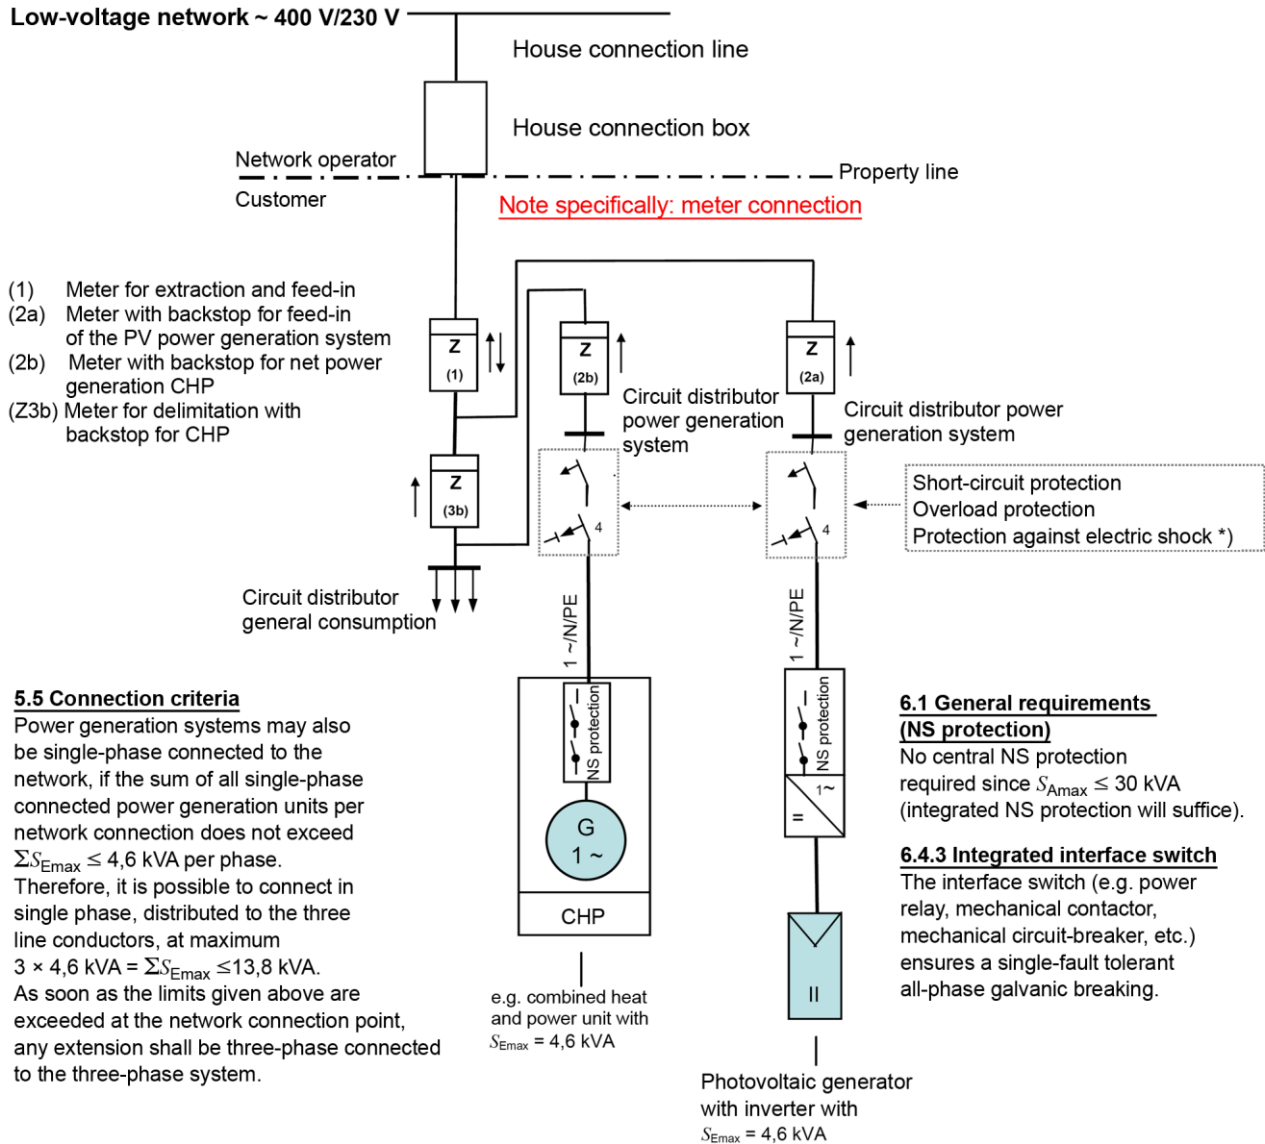 Low-voltage network ~ 400 V/230 V
House connection line
House connection box
Network operator
Property line
Customer
Note specifically: meter connection
(1) Meter for extraction and feed-in
(2a) Meter with backstop for feed-in
of the PV power generation system
(2b) Meter with backstop for net power
generation CHP
(Z3b) Meter for delimitation with
backstop for CHP
Z
(1)
Z
(2b)
Z
(2a)
Z
(3b)
Circuit distributor
power generation
system
Circuit distributor power
generation system
4
4
Short-circuit protection
Overload protection
Protection against electric shock *)
Circuit distributor
general consumption
1 ~/N/PE
1 ~/N/PE
NS protection
NS protection
G
1 ~
CHP
1~
=
II
e.g. combined heat
and power unit with
SEmax = 4,6 kVA
Photovoltaic generator
with inverter with
SEmax = 4,6 kVA
5.5 Connection criteria
Power generation systems may also
be single-phase connected to the
network, if the sum of all single-phase
connected power generation units per
network connection does not exceed
ΣSEmax ≤ 4,6 kVA per phase.
Therefore, it is possible to connect in
single phase, distributed to the three
line conductors, at maximum
3 × 4,6 kVA = ΣSEmax ≤13,8 kVA.
As soon as the limits given above are
exceeded at the network connection point,
any extension shall be three-phase connected
to the three-phase system.
6.1 General requirements
(NS protection)
No central NS protection
required since SAmax ≤ 30 kVA
(integrated NS protection will suffice).
6.4.3 Integrated interface switch
The interface switch (e.g. power
relay, mechanical contactor,
mechanical circuit-breaker, etc.)
ensures a single-fault tolerant
all-phase galvanic breaking.